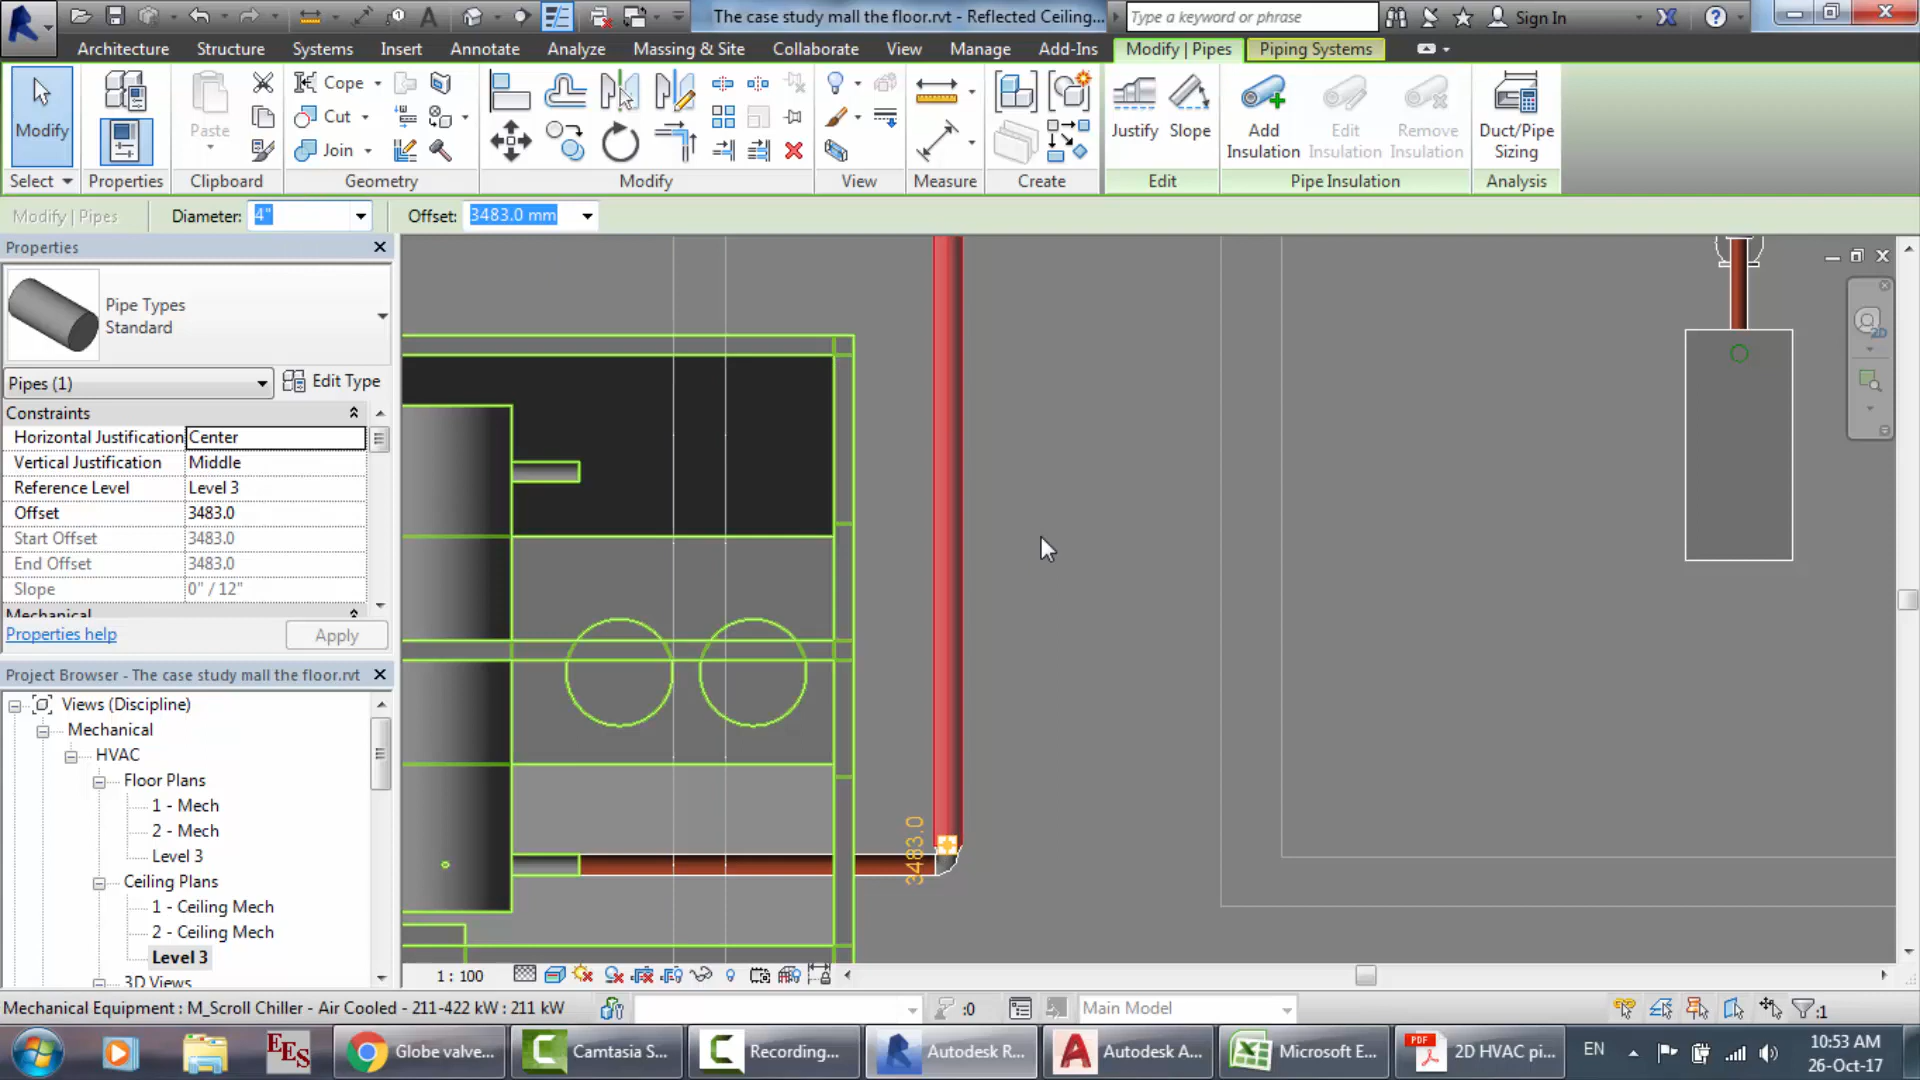 The case study mall the floor.rvt - Reflected Ceiling...
Type a keyword or phrase
Sign In
Architecture Structure Systems Insert Annotate Analyze Massing & Site Collaborate View Manage Add-Ins Modify | Pipes Piping Systems
Modify
Paste
Cope
Cut
Join
Justify Slope
Add Insulation
Edit Insulation
Remove Insulation
Duct/Pipe Sizing
Select Properties Clipboard Geometry Modify View Measure Create Edit Pipe Insulation Analysis
Modify | Pipes Diameter: 4" Offset: 3483.0 mm
Properties
Pipe Types
Standard
Pipes (1) Edit Type
Constraints
Horizontal Justification Center
Vertical Justification Middle
Reference Level Level 3
Offset 3483.0
Start Offset 3483.0
End Offset 3483.0
Slope 0" / 12"
Mechanical
Properties help Apply
Project Browser - The case study mall the floor.rvt
Views (Discipline)
Mechanical
HVAC
Floor Plans
1 - Mech
2 - Mech
Level 3
Ceiling Plans
1 - Ceiling Mech
2 - Ceiling Mech
Level 3
3D Views
3483.0
2D
1 : 100
Mechanical Equipment : M_Scroll Chiller - Air Cooled - 211-422 kW : 211 kW
:0
Main Model
:1
EES
Globe valve...
Camtasia S...
Recording...
Autodesk R...
Autodesk A...
Microsoft E...
PDF
2D HVAC pi...
EN
10:53 AM
26-Oct-17